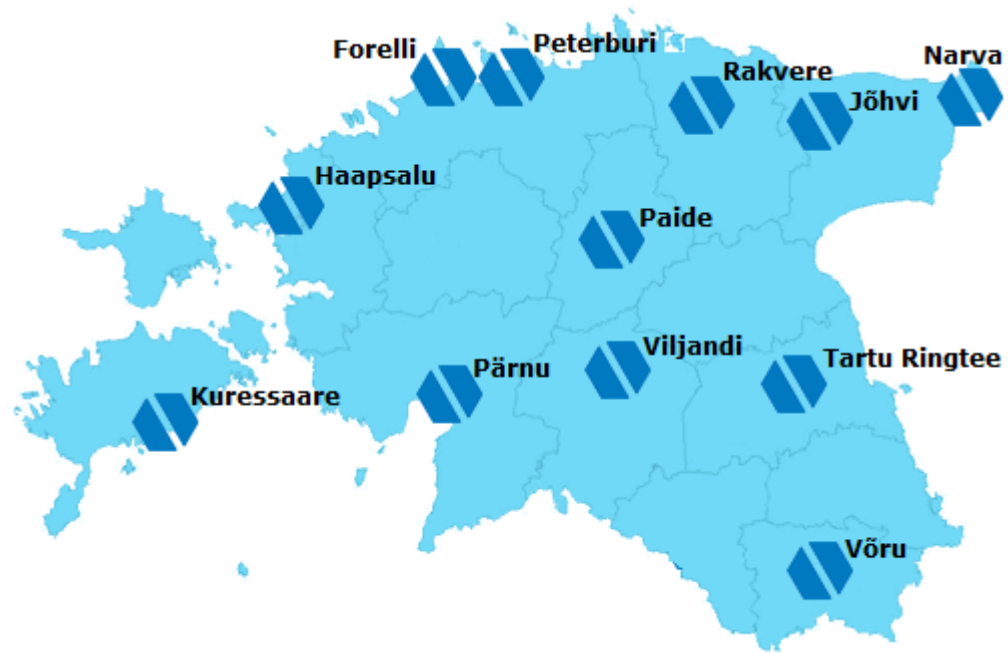 Forelli
Peterburi
Narva
Rakvere
Jõhvi
Haapsalu
Paide
Viljandi
Tartu Ringtee
Pärnu
Kuressaare
Võru